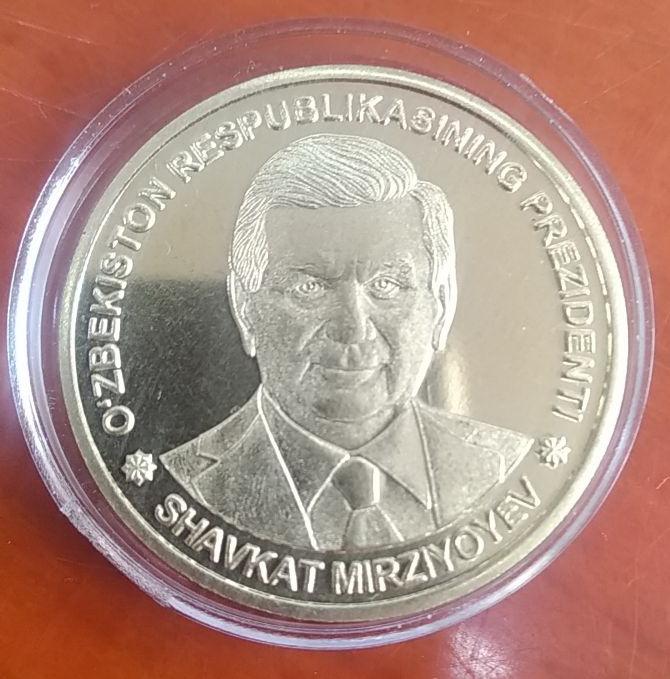 O'ZBEKISTON RESPUBLIKASINING PREZIDENTI
SHAVKAT MIRZIYOYEV